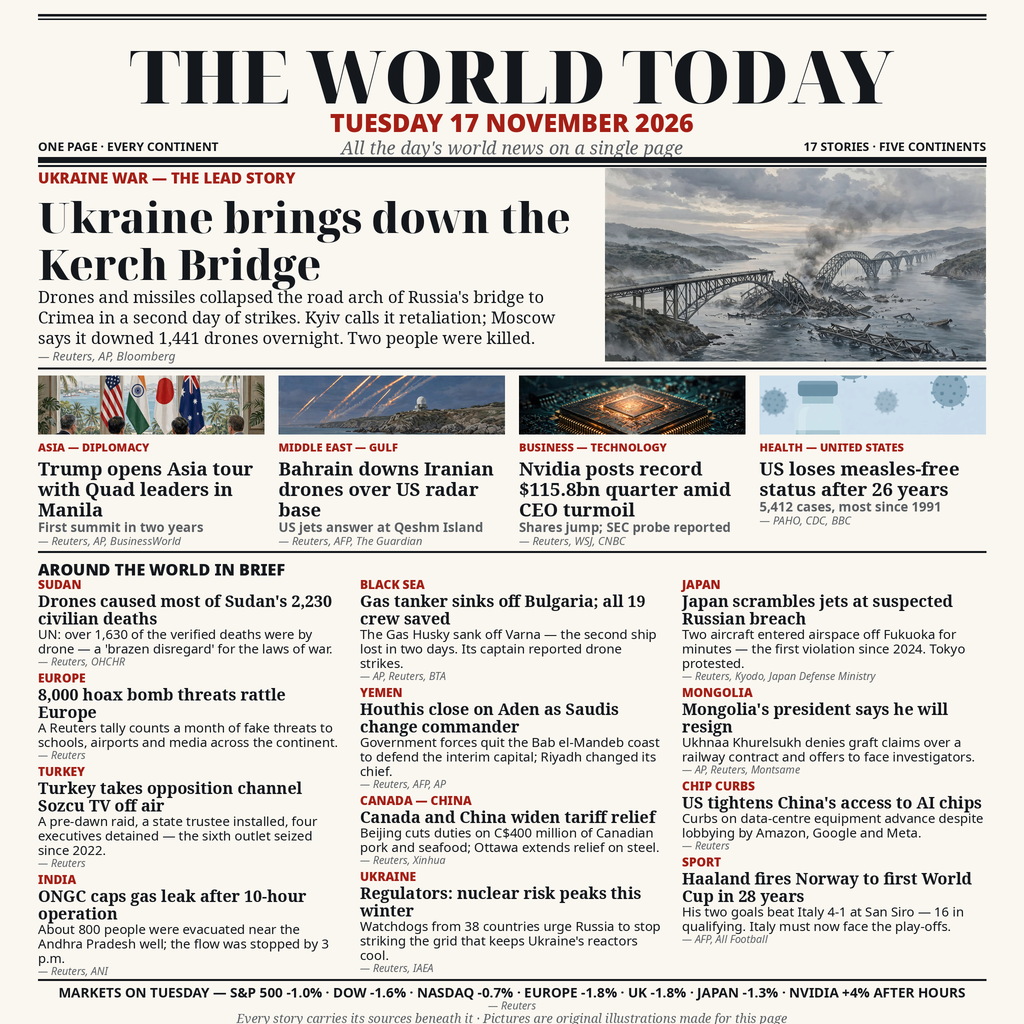 THE WORLD TODAY
TUESDAY 17 NOVEMBER 2026
ONE PAGE · EVERY CONTINENT
All the day's world news on a single page
17 STORIES · FIVE CONTINENTS
UKRAINE WAR — THE LEAD STORY
Ukraine brings down the
Kerch Bridge
Drones and missiles collapsed the road arch of Russia's bridge to
Crimea in a second day of strikes. Kyiv calls it retaliation; Moscow
says it downed 1,441 drones overnight. Two people were killed.
— Reuters, AP, Bloomberg
ASIA — DIPLOMACY
Trump opens Asia tour
with Quad leaders in
Manila
First summit in two years
— Reuters, AP, BusinessWorld
MIDDLE EAST — GULF
Bahrain downs Iranian
drones over US radar
base
US jets answer at Qeshm Island
— Reuters, AFP, The Guardian
BUSINESS — TECHNOLOGY
Nvidia posts record
$115.8bn quarter amid
CEO turmoil
Shares jump; SEC probe reported
— Reuters, WSJ, CNBC
HEALTH — UNITED STATES
US loses measles-free
status after 26 years
5,412 cases, most since 1991
— PAHO, CDC, BBC
AROUND THE WORLD IN BRIEF
SUDAN
Drones caused most of Sudan's 2,230
civilian deaths
UN: over 1,630 of the verified deaths were by
drone — a 'brazen disregard' for the laws of war.
— Reuters, OHCHR
EUROPE
8,000 hoax bomb threats rattle
Europe
A Reuters tally counts a month of fake threats to
schools, airports and media across the continent.
— Reuters
TURKEY
Turkey takes opposition channel
Sozcu TV off air
A pre-dawn raid, a state trustee installed, four
executives detained — the sixth outlet seized
since 2022.
— Reuters
INDIA
ONGC caps gas leak after 10-hour
operation
About 800 people were evacuated near the
Andhra Pradesh well; the flow was stopped by 3
p.m.
— Reuters, ANI
BLACK SEA
Gas tanker sinks off Bulgaria; all 19
crew saved
The Gas Husky sank off Varna — the second ship
lost in two days. Its captain reported drone
strikes.
— AP, Reuters, BTA
YEMEN
Houthis close on Aden as Saudis
change commander
Government forces quit the Bab el-Mandeb coast
to defend the interim capital; Riyadh changed its
chief.
— Reuters, AFP, AP
CANADA — CHINA
Canada and China widen tariff relief
Beijing cuts duties on C$400 million of Canadian
pork and seafood; Ottawa extends relief on steel.
— Reuters, Xinhua
UKRAINE
Regulators: nuclear risk peaks this
winter
Watchdogs from 38 countries urge Russia to stop
striking the grid that keeps Ukraine's reactors
cool.
— Reuters, IAEA
JAPAN
Japan scrambles jets at suspected
Russian breach
Two aircraft entered airspace off Fukuoka for
minutes — the first violation since 2024. Tokyo
protested.
— Reuters, Kyodo, Japan Defense Ministry
MONGOLIA
Mongolia's president says he will
resign
Ukhnaa Khurelsukh denies graft claims over a
railway contract and offers to face investigators.
— AP, Reuters, Montsame
CHIP CURBS
US tightens China's access to AI chips
Curbs on data-centre equipment advance despite
lobbying by Amazon, Google and Meta.
— Reuters
SPORT
Haaland fires Norway to first World
Cup in 28 years
His two goals beat Italy 4-1 at San Siro — 16 in
qualifying. Italy must now face the play-offs.
— AFP, All Football
MARKETS ON TUESDAY — S&P 500 -1.0% · DOW -1.6% · NASDAQ -0.7% · EUROPE -1.8% · UK -1.8% · JAPAN -1.3% · NVIDIA +4% AFTER HOURS
— Reuters
Every story carries its sources beneath it · Pictures are original illustrations made for this page